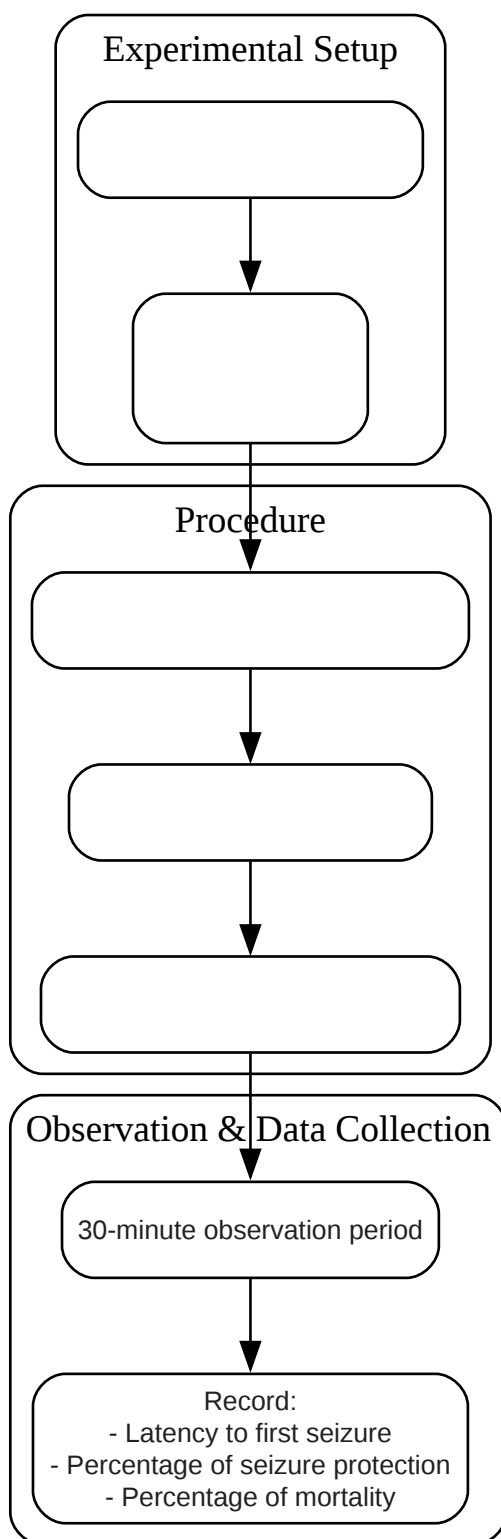 Experimental Setup
Procedure
Observation & Data Collection
30-minute observation period
Record:
- Latency to first seizure
- Percentage of seizure protection
- Percentage of mortality